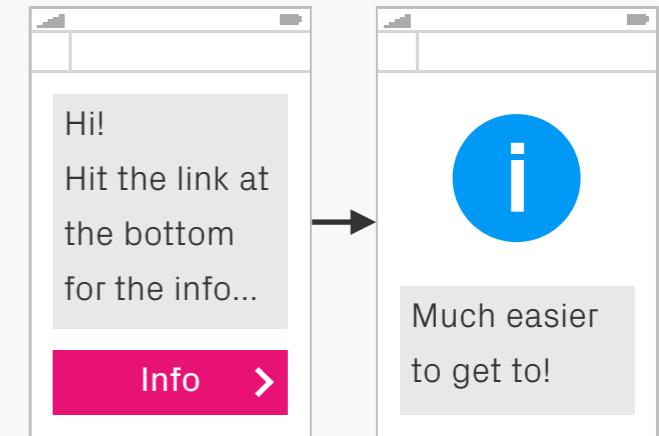 Hi!
Hit the link at
the bottom
for the info...
Info
i
Much easier
to get to!